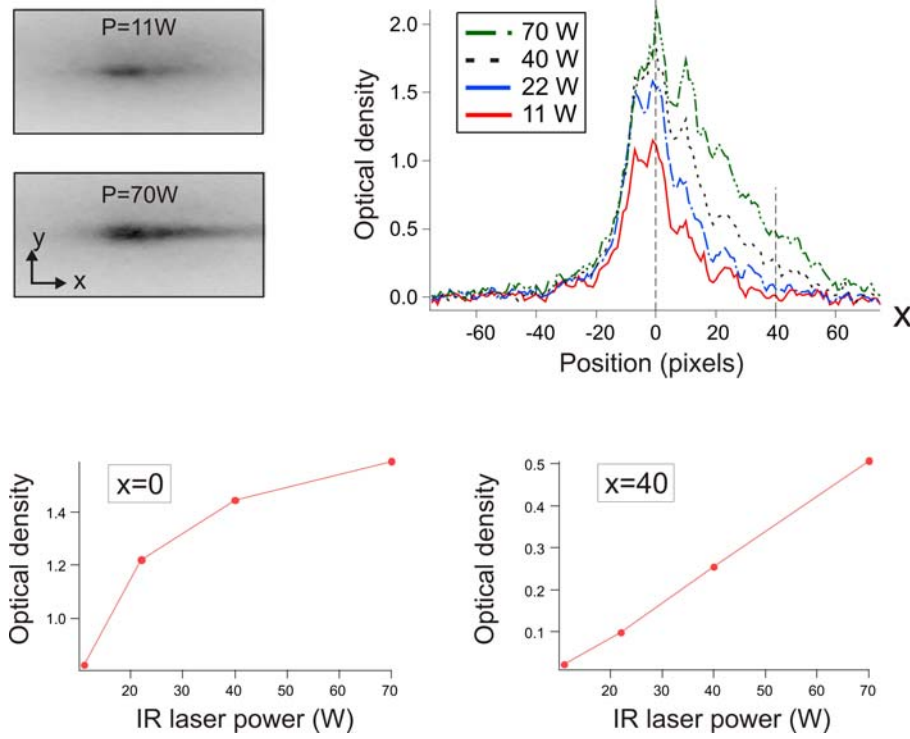 P=11W
P=70W
y
x
2.0
1.5
1.0
0.5
0.0
Optical density
70 W
40 W
22 W
11 W
-60 -40 -20 0 20 40 60
Position (pixels)
X
x=0
1.4
1.2
1.0
Optical density
20 30 40 50 60 70
IR laser power (W)
x=40
0.5
0.4
0.3
0.2
0.1
Optical density
20 30 40 50 60 70
IR laser power (W)